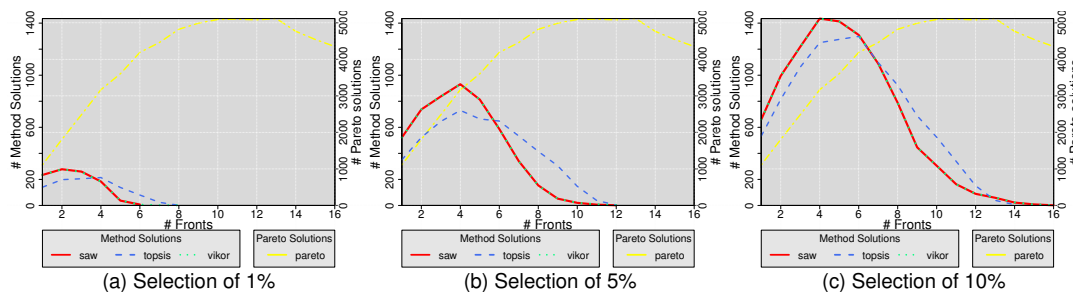 # Method Solutions
0 200 600 1000 1400
2 4 6 8 10 12 14 16
# Fronts
0 1000 2000 3000 4000 5000
# Pareto solutions
Method Solutions
saw topsis vikor
Pareto Solutions
pareto
(a) Selection of 1%
# Method Solutions
0 200 600 1000 1400
2 4 6 8 10 12 14 16
# Fronts
0 1000 2000 3000 4000 5000
# Pareto solutions
Method Solutions
saw topsis vikor
Pareto Solutions
pareto
(b) Selection of 5%
# Method Solutions
0 200 600 1000 1400
2 4 6 8 10 12 14 16
# Fronts
0 1000 2000 3000 4000 5000
# Pareto solutions
Method Solutions
saw topsis vikor
Pareto Solutions
pareto
(c) Selection of 10%